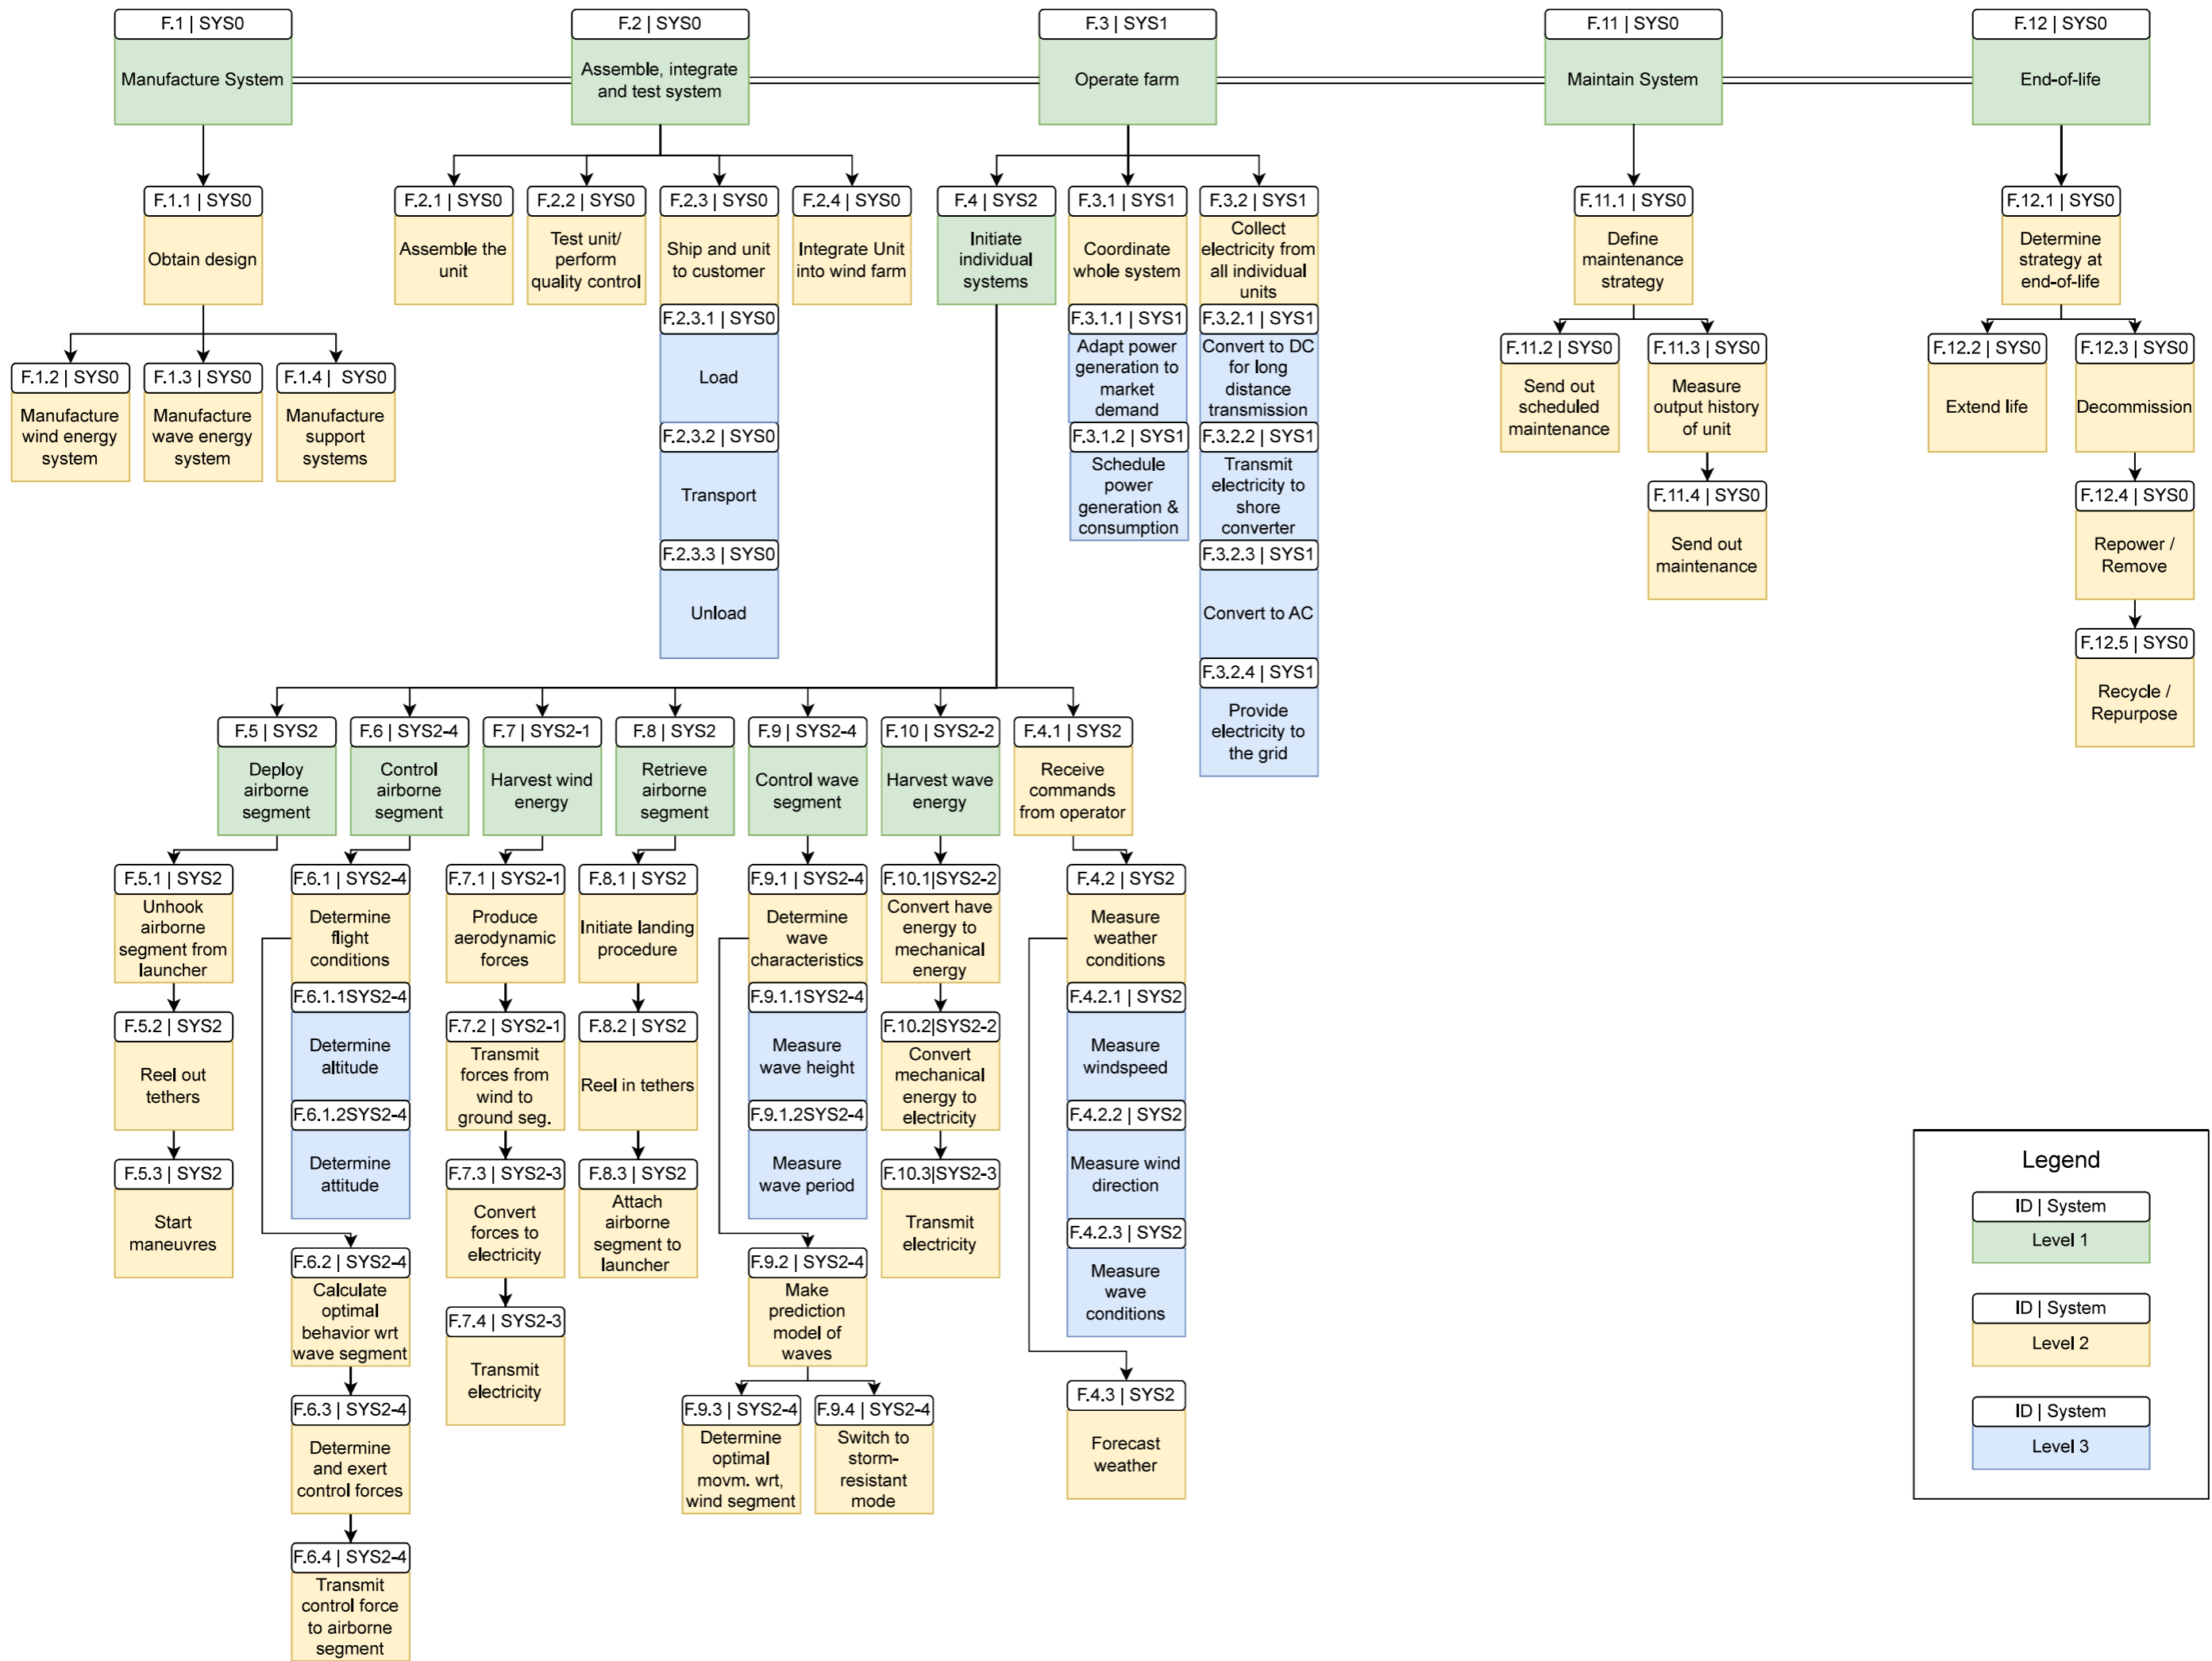 F.1 | SYS0
Manufacture System
F.2 | SYS0
Assemble, integrate
and test system
F.3 | SYS1
Operate farm
F.11 | SYS0
Maintain System
F.12 | SYS0
End-of-life
F.1.1 | SYS0
Obtain design
F.1.2 | SYS0
Manufacture
wind energy
system
F.1.3 | SYS0
Manufacture
wave energy
system
F.1.4 | SYS0
Manufacture
support
systems
F.2.1 | SYS0
Assemble the
unit
F.2.2 | SYS0
Test unit/
perform
quality control
F.2.3 | SYS0
Ship and unit
to customer
F.2.3.1 | SYS0
Load
F.2.3.2 | SYS0
Transport
F.2.3.3 | SYS0
Unload
F.2.4 | SYS0
Integrate Unit
into wind farm
F.4 | SYS2
Initiate
individual
systems
F.3.1 | SYS1
Coordinate
whole system
F.3.1.1 | SYS1
Adapt power
generation to
market
demand
F.3.1.2 | SYS1
Schedule
power
generation &
consumption
F.3.2 | SYS1
Collect
electricity from
all individual
units
F.3.2.1 | SYS1
Convert to DC
for long
distance
transmission
F.3.2.2 | SYS1
Transmit
electricity to
shore
converter
F.3.2.3 | SYS1
Convert to AC
F.3.2.4 | SYS1
Provide
electricity to
the grid
F.11.1 | SYS0
Define
maintenance
strategy
F.11.2 | SYS0
Send out
scheduled
maintenance
F.11.3 | SYS0
Measure
output history
of unit
F.11.4 | SYS0
Send out
maintenance
F.12.1 | SYS0
Determine
strategy at
end-of-life
F.12.2 | SYS0
Extend life
F.12.3 | SYS0
Decommission
F.12.4 | SYS0
Repower /
Remove
F.12.5 | SYS0
Recycle /
Repurpose
F.5 | SYS2
Deploy
airborne
segment
F.6 | SYS2-4
Control
airborne
segment
F.7 | SYS2-1
Harvest wind
energy
F.8 | SYS2
Retrieve
airborne
segment
F.9 | SYS2-4
Control wave
segment
F.10 | SYS2-2
Harvest wave
energy
F.4.1 | SYS2
Receive
commands
from operator
F.5.1 | SYS2
Unhook
airborne
segment from
launcher
F.5.2 | SYS2
Reel out
tethers
F.5.3 | SYS2
Start
maneuvres
F.6.1 | SYS2-4
Determine
flight
conditions
F.6.1.1SYS2-4
Determine
altitude
F.6.1.2SYS2-4
Determine
attitude
F.6.2 | SYS2-4
Calculate
optimal
behavior wrt
wave segment
F.6.3 | SYS2-4
Determine
and exert
control forces
F.6.4 | SYS2-4
Transmit
control force
to airborne
segment
F.7.1 | SYS2-1
Produce
aerodynamic
forces
F.7.2 | SYS2-1
Transmit
forces from
wind to
ground seg.
F.7.3 | SYS2-3
Convert
forces to
electricity
F.7.4 | SYS2-3
Transmit
electricity
F.8.1 | SYS2
Initiate landing
procedure
F.8.2 | SYS2
Reel in tethers
F.8.3 | SYS2
Attach
airborne
segment to
launcher
F.9.1 | SYS2-4
Determine
wave
characteristics
F.9.1.1SYS2-4
Measure
wave height
F.9.1.2SYS2-4
Measure
wave period
F.9.2 | SYS2-4
Make
prediction
model of
waves
F.9.3 | SYS2-4
Determine
optimal
movm. wrt,
wind segment
F.9.4 | SYS2-4
Switch to
storm-
resistant
mode
F.10.1|SYS2-2
Convert have
energy to
mechanical
energy
F.10.2|SYS2-2
Convert
mechanical
energy to
electricity
F.10.3|SYS2-3
Transmit
electricity
F.4.2 | SYS2
Measure
weather
conditions
F.4.2.1 | SYS2
Measure
windspeed
F.4.2.2 | SYS2
Measure wind
direction
F.4.2.3 | SYS2
Measure
wave
conditions
F.4.3 | SYS2
Forecast
weather
Legend
ID | System
Level 1
ID | System
Level 2
ID | System
Level 3